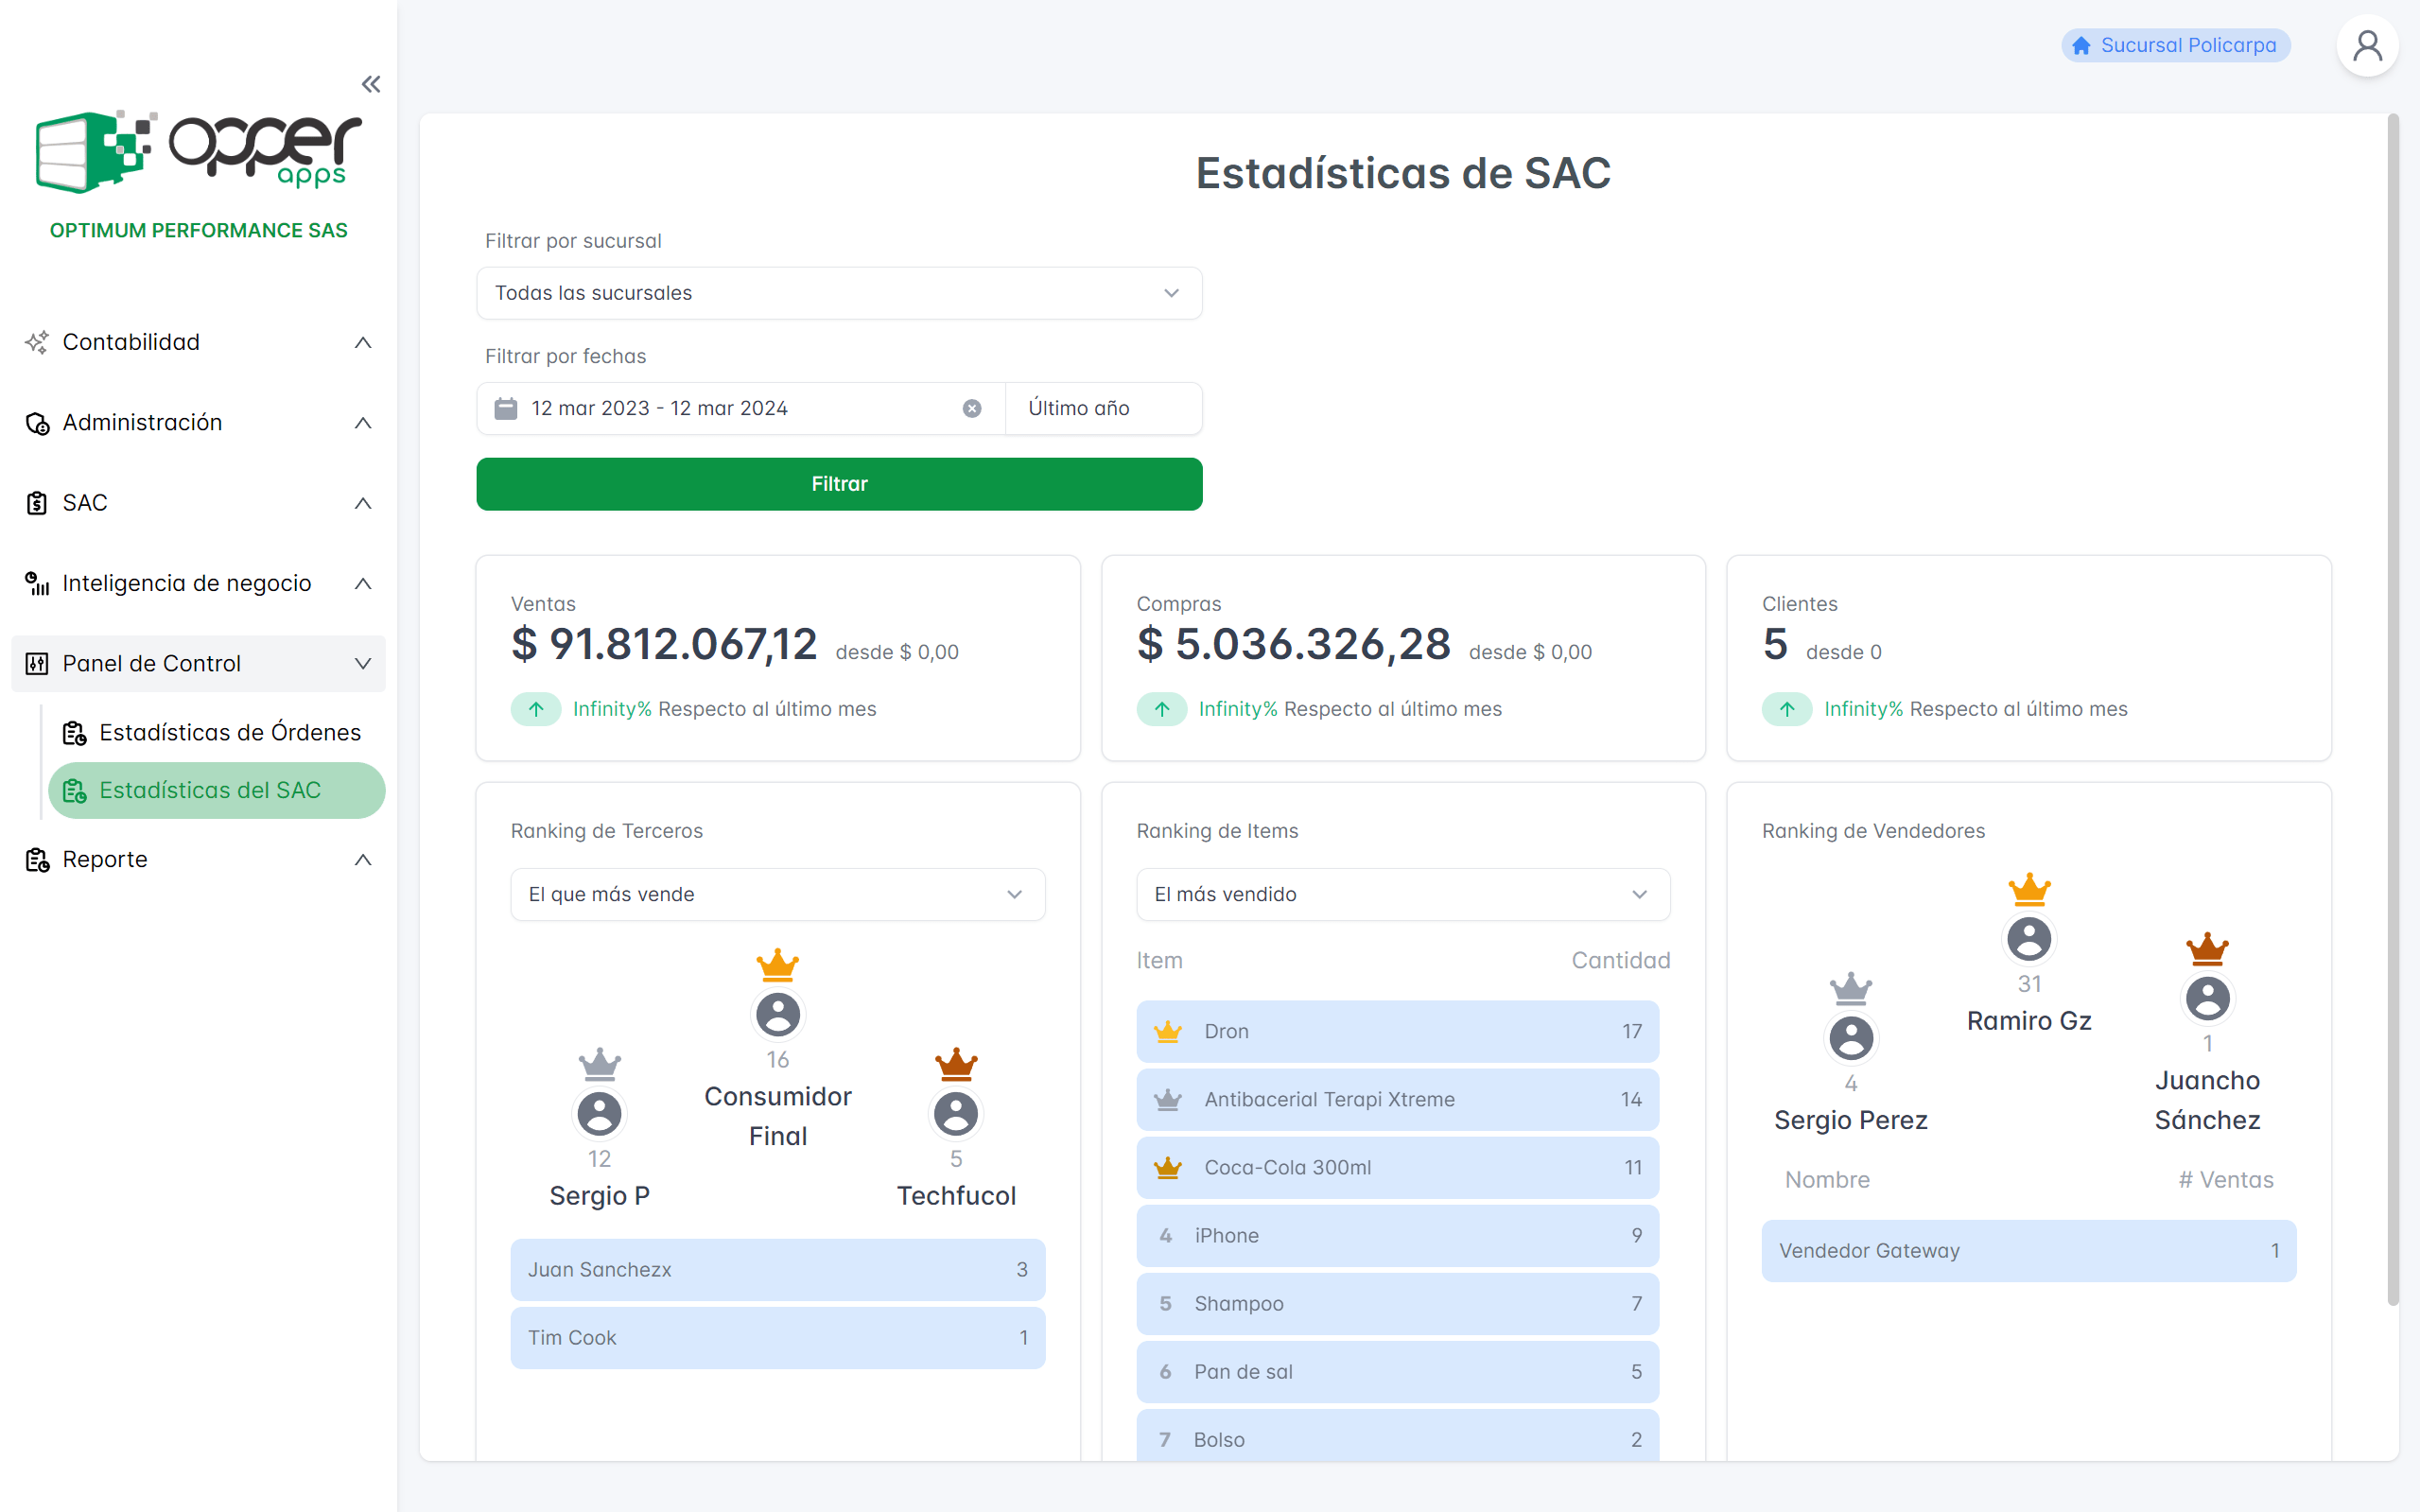 Sucursal Policarpa
opper
apps
OPTIMUM PERFORMANCE SAS
Contabilidad
Administración
SAC
Inteligencia de negocio
Panel de Control
Estadísticas de Órdenes
Estadísticas del SAC
Reporte
Estadísticas de SAC
Filtrar por sucursal
Todas las sucursales
Filtrar por fechas
12 mar 2023 - 12 mar 2024
Último año
Filtrar
Ventas
$ 91.812.067,12 desde $ 0,00
Infinity% Respecto al último mes
Compras
$ 5.036.326,28 desde $ 0,00
Infinity% Respecto al último mes
Clientes
5 desde 0
Infinity% Respecto al último mes
Ranking de Terceros
El que más vende
16
Consumidor
Final
12
Sergio P
5
Techfucol
Juan Sanchezx 3
Tim Cook 1
Ranking de Items
El más vendido
Item Cantidad
Dron 17
Antibacerial Terapi Xtreme 14
Coca-Cola 300ml 11
4 iPhone 9
5 Shampoo 7
6 Pan de sal 5
7 Bolso 2
Ranking de Vendedores
31
Ramiro Gz
4
Sergio Perez
1
Juancho
Sánchez
Nombre # Ventas
Vendedor Gateway 1